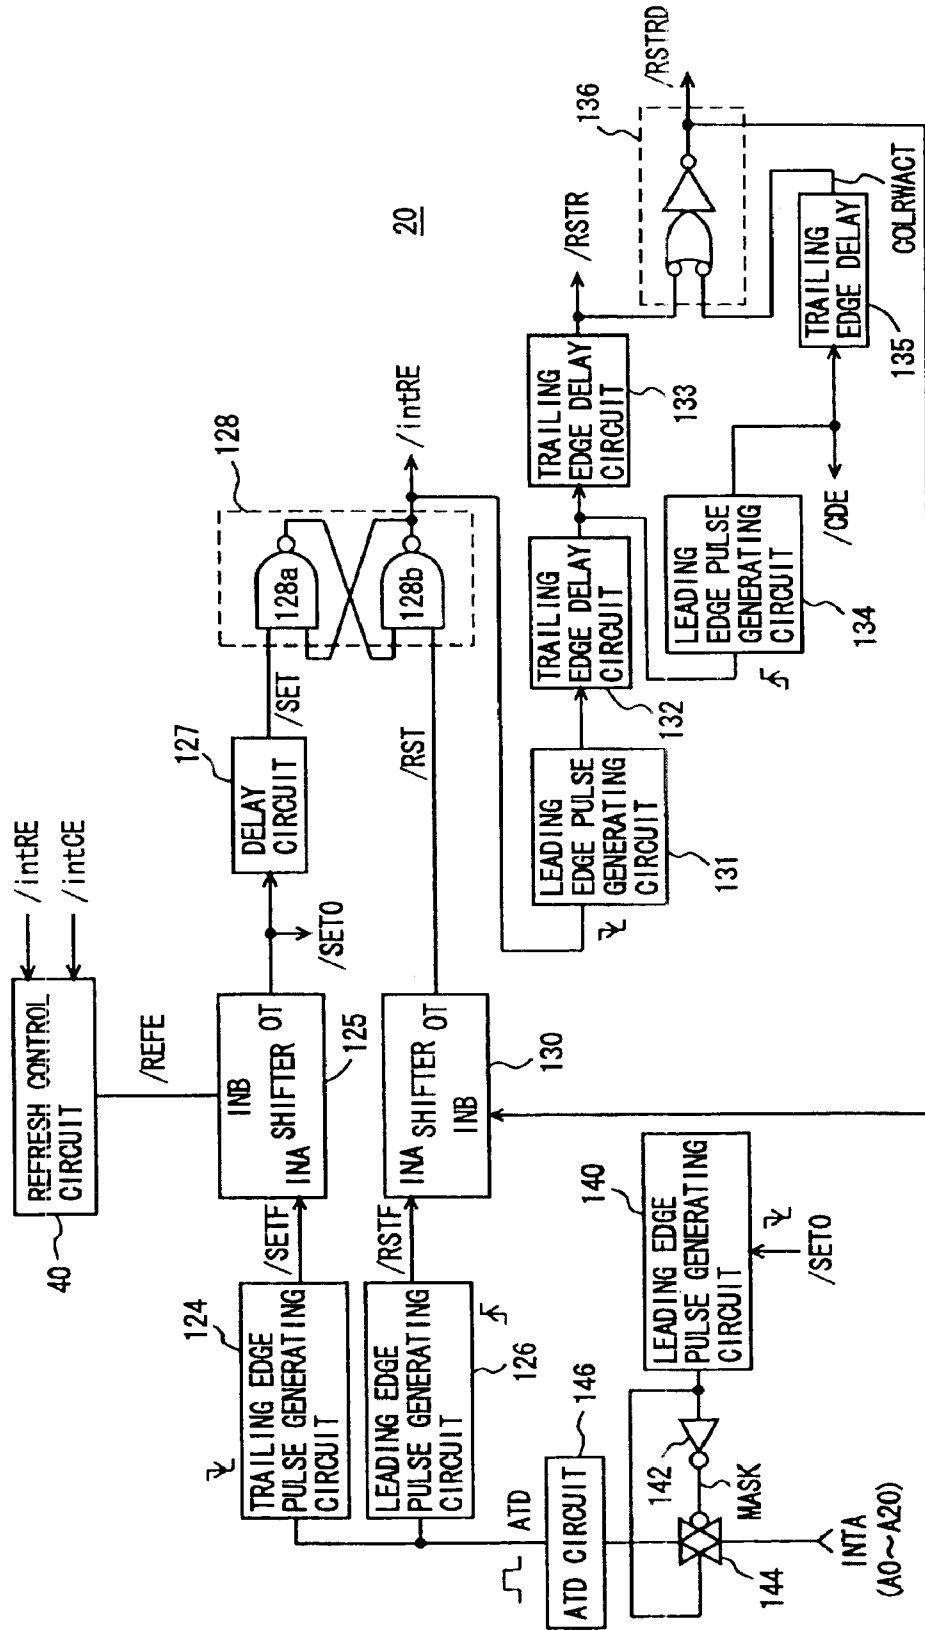 20
REFRESH CONTROL
CIRCUIT
40
/intRE
/intCE
/REFE
124
TRAILING EDGE
PULSE GENERATING
CIRCUIT
/SETF
INB
INA SHIFTER OT
125
/SET0
127
DELAY
CIRCUIT
/SET
128
128a
128b
/intRE
LEADING EDGE
PULSE GENERATING
CIRCUIT
126
/RSTF
INA SHIFTER OT
INB
130
/RST
ATD
146
ATD CIRCUIT
LEADING
EDGE PULSE
GENERATING
CIRCUIT
131
TRAILING
EDGE DELAY
CIRCUIT
132
TRAILING
EDGE DELAY
CIRCUIT
133
/RSTR
136
/RSTRD
140
LEADING EDGE
PULSE GENERATING
CIRCUIT
/SET0
142
MASK
144
INTA
(A0~A20)
LEADING
EDGE PULSE
GENERATING
CIRCUIT
134
/CDE
TRAILING
EDGE DELAY
135
COLRWACT